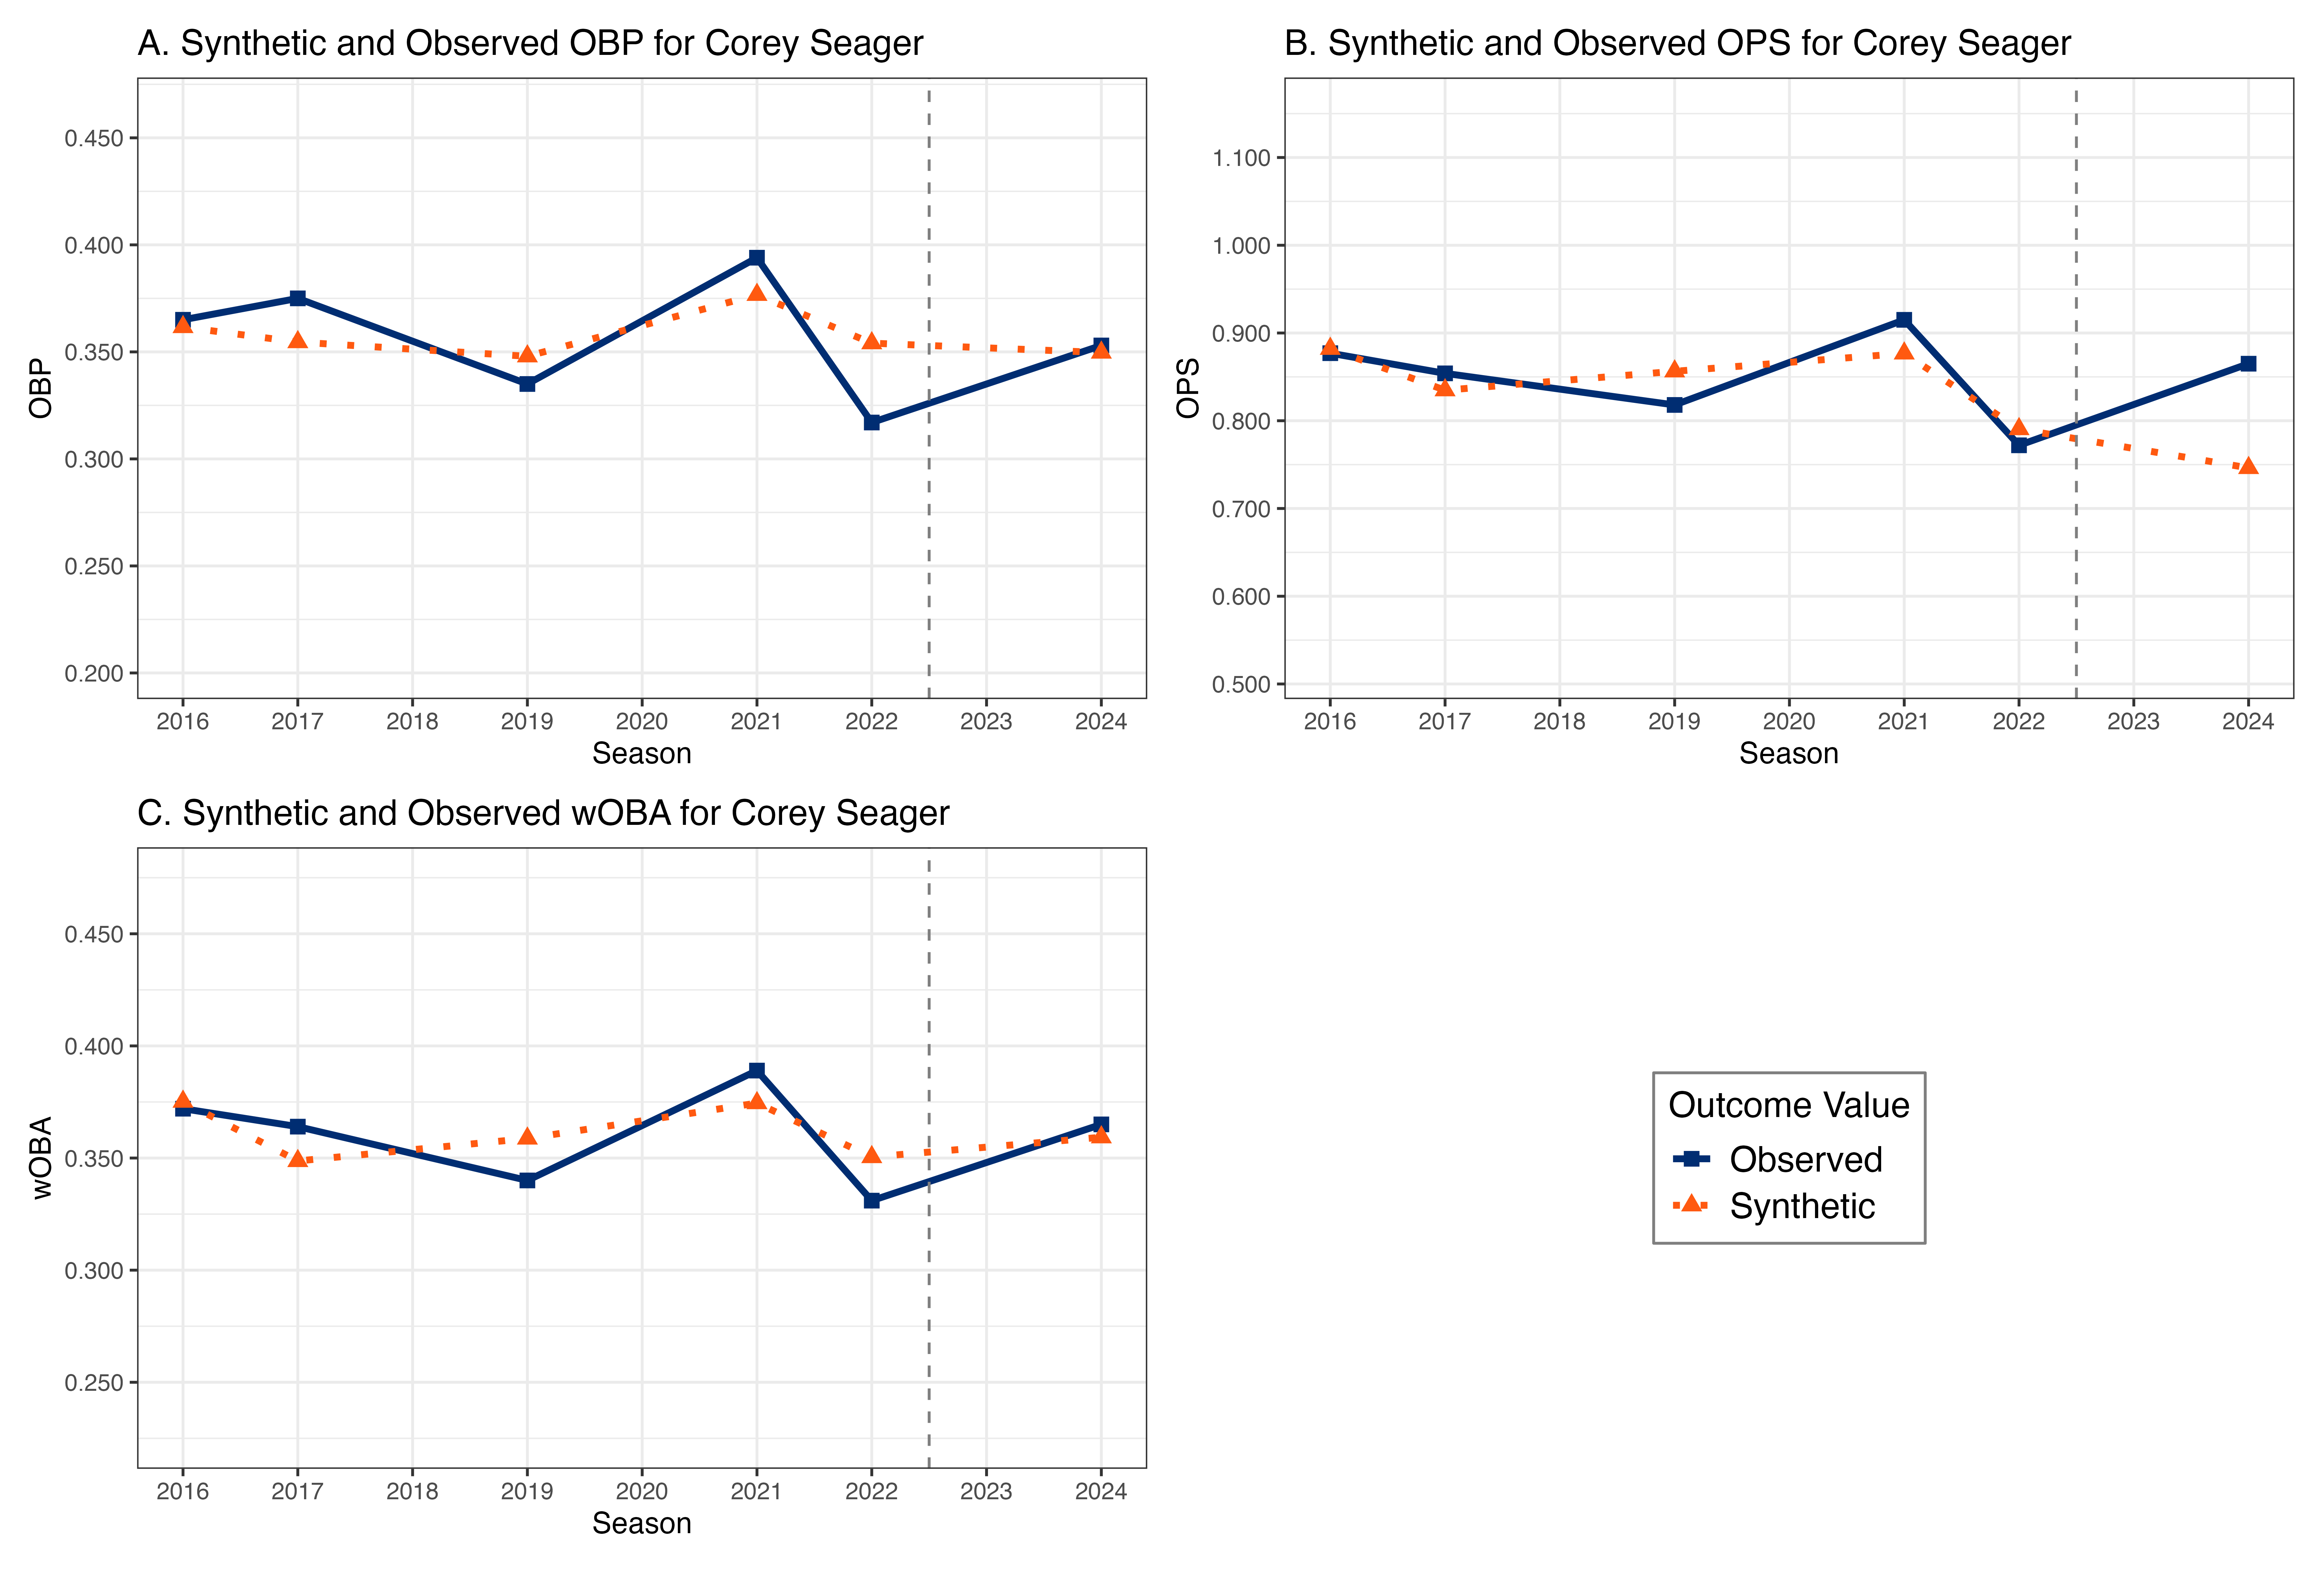 A. Synthetic and Observed OBP for Corey Seager
0.450
0.400
0.350
0.300
0.250
0.200
OBP
2016 2017 2018 2019 2020 2021 2022 2023 2024
Season
B. Synthetic and Observed OPS for Corey Seager
1.100
1.000
0.900
0.800
0.700
0.600
0.500
OPS
2016 2017 2018 2019 2020 2021 2022 2023 2024
Season
C. Synthetic and Observed wOBA for Corey Seager
0.450
0.400
0.350
0.300
0.250
wOBA
2016 2017 2018 2019 2020 2021 2022 2023 2024
Season
Outcome Value
Observed
Synthetic